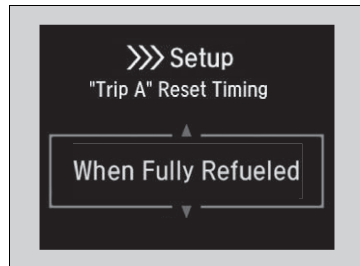 >>> Setup
"Trip A" Reset Timing
When Fully Refueled